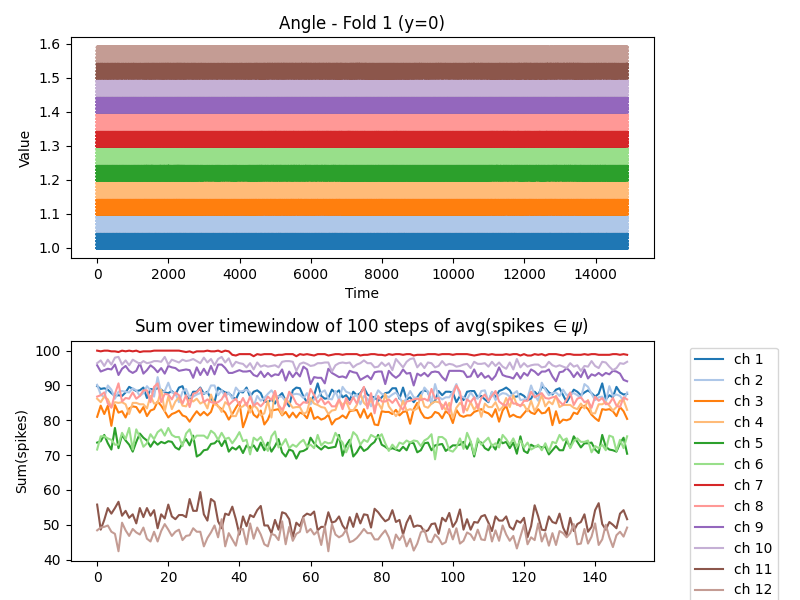 Angle - Fold 1 (y=0)
1.6
1.5
1.4
1.3
1.2
1.1
1.0
Value
0 2000 4000 6000 8000 10000 12000 14000
Time
Sum over timewindow of 100 steps of avg(spikes ∈ψ)
100
90
80
70
60
50
40
Sum(spikes)
0 20 40 60 80 100 120 140
ch 1
ch 2
ch 3
ch 4
ch 5
ch 6
ch 7
ch 8
ch 9
ch 10
ch 11
ch 12